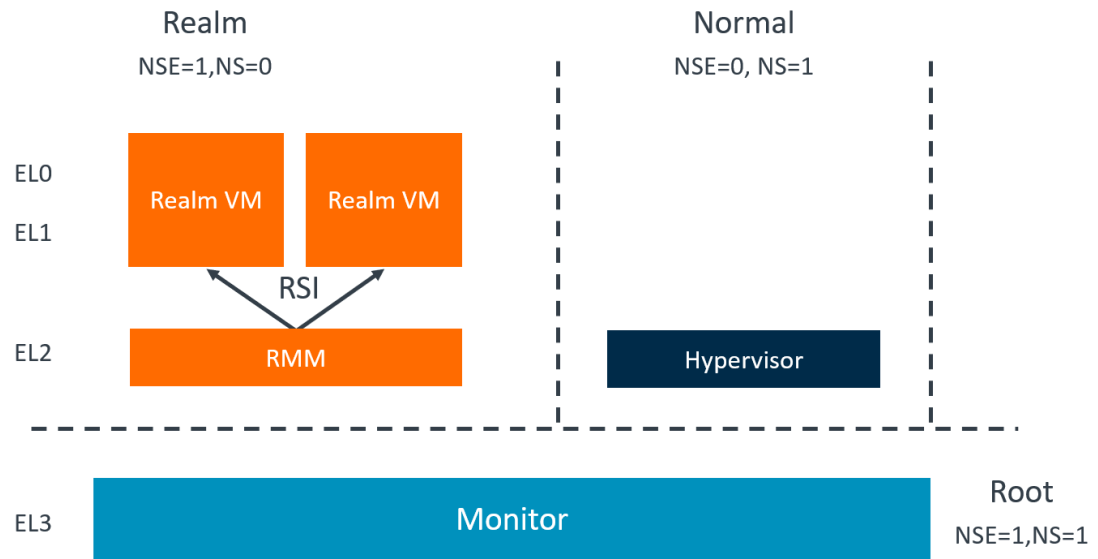 Realm
Normal
NSE=1,NS=0
NSE=0, NS=1
EL0
Realm VM
Realm VM
EL1
RSI
EL2
RMM
Hypervisor
Root
EL3
Monitor
NSE=1,NS=1